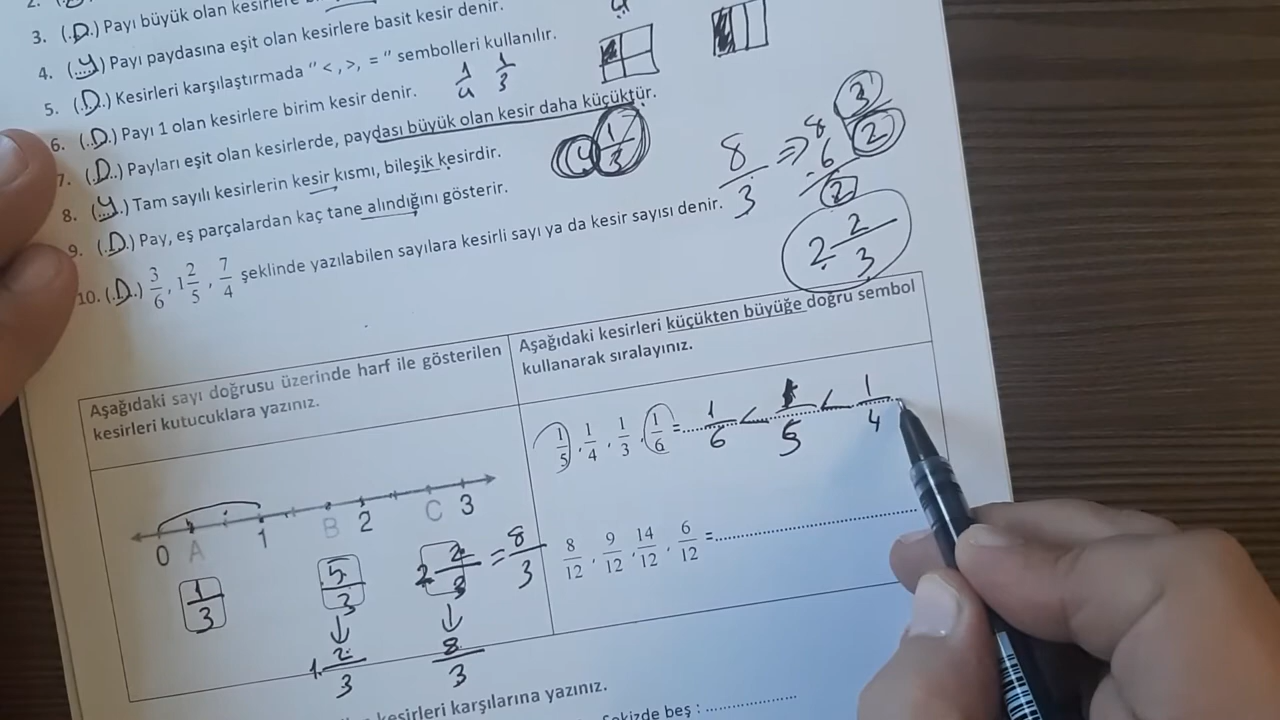 3. (.D.) Payı büyük olan kesirlere
4. (.Y.) Payı paydasına eşit olan kesirlere basit kesir denir.
5. (.D.) Kesirleri karşılaştırmada " < , >, = " sembolleri kullanılır.
6. (.D.) Payı 1 olan kesirlere birim kesir denir. 1/4 1/3
7. (.D.) Payları eşit olan kesirlerde, paydası büyük olan kesir daha küçüktür.
8. (.Y.) Tam sayılı kesirlerin kesir kısmı, bileşik kesirdir. 1/3
9. (.D.) Pay, eş parçalardan kaç tane alındığını gösterir.
10. (.D.) 3/6, 1 2/5, 7/4 şeklinde yazılabilen sayılara kesirli sayı ya da kesir sayısı denir.
8/3 => 8 3
6 2
2
2 2/3
Aşağıdaki sayı doğrusu üzerinde harf ile gösterilen
kesirleri kutucuklara yazınız.
0 A 1 B 2 C 3
1/3 5/3 2 2/3 = 8/3
1 2/3 8/3
Aşağıdaki kesirleri küçükten büyüğe doğru sembol
kullanarak sıralayınız.
1/5, 1/4, 1/3, 1/6 = 1/6 < 1/5 < 1/4
8/12, 9/12, 14/12, 6/12 =
kesirleri karşılarına yazınız.
Sekizde beş :